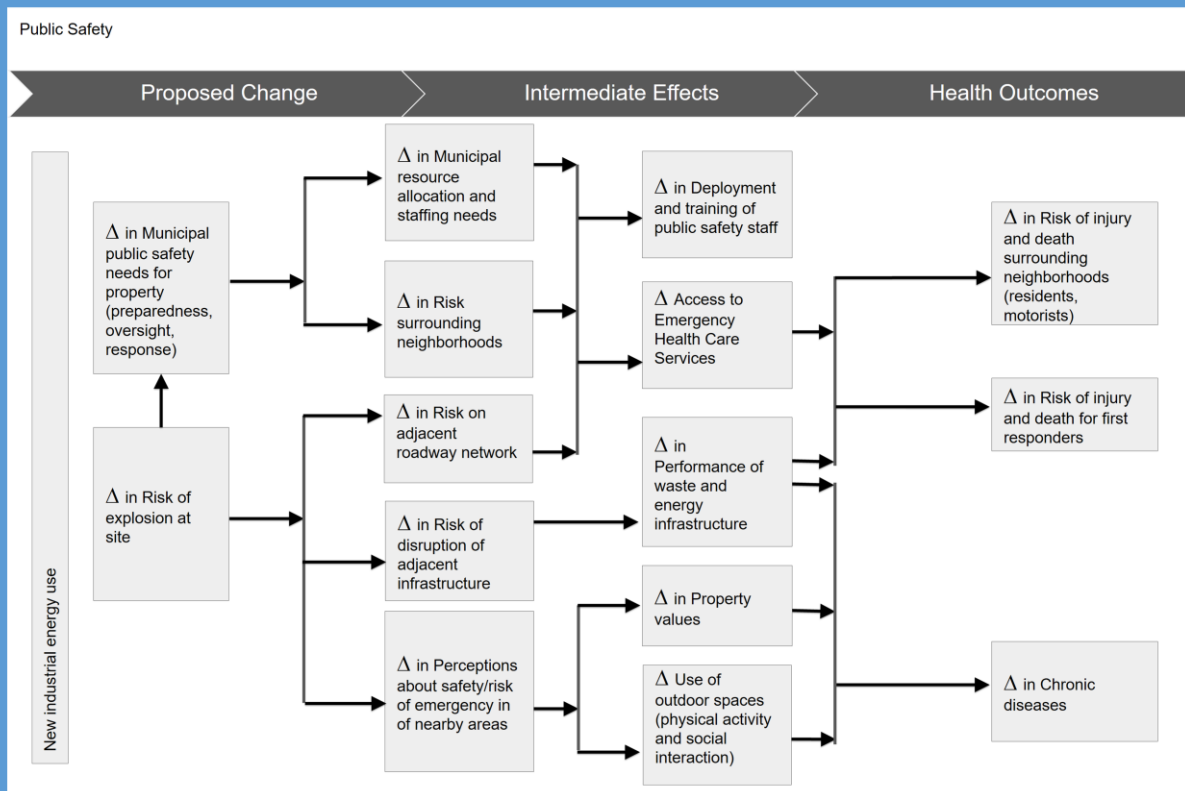 Public Safety
Proposed Change
Intermediate Effects
Health Outcomes
New industrial energy use
Δ in Municipal
public safety
needs for
property
(preparedness,
oversight,
response)
Δ in Risk of
explosion at
site
Δ in Municipal
resource
allocation and
staffing needs
Δ in Risk
surrounding
neighborhoods
Δ in Risk on
adjacent
roadway network
Δ in Risk of
disruption of
adjacent
infrastructure
Δ in Perceptions
about safety/risk
of emergency in
of nearby areas
Δ in Deployment
and training of
public safety staff
Δ Access to
Emergency
Health Care
Services
Δ in
Performance of
waste and
energy
infrastructure
Δ in Property
values
Δ Use of
outdoor spaces
(physical activity
and social
interaction)
Δ in Risk of injury
and death
surrounding
neighborhoods
(residents,
motorists)
Δ in Risk of injury
and death for first
responders
Δ in Chronic
diseases